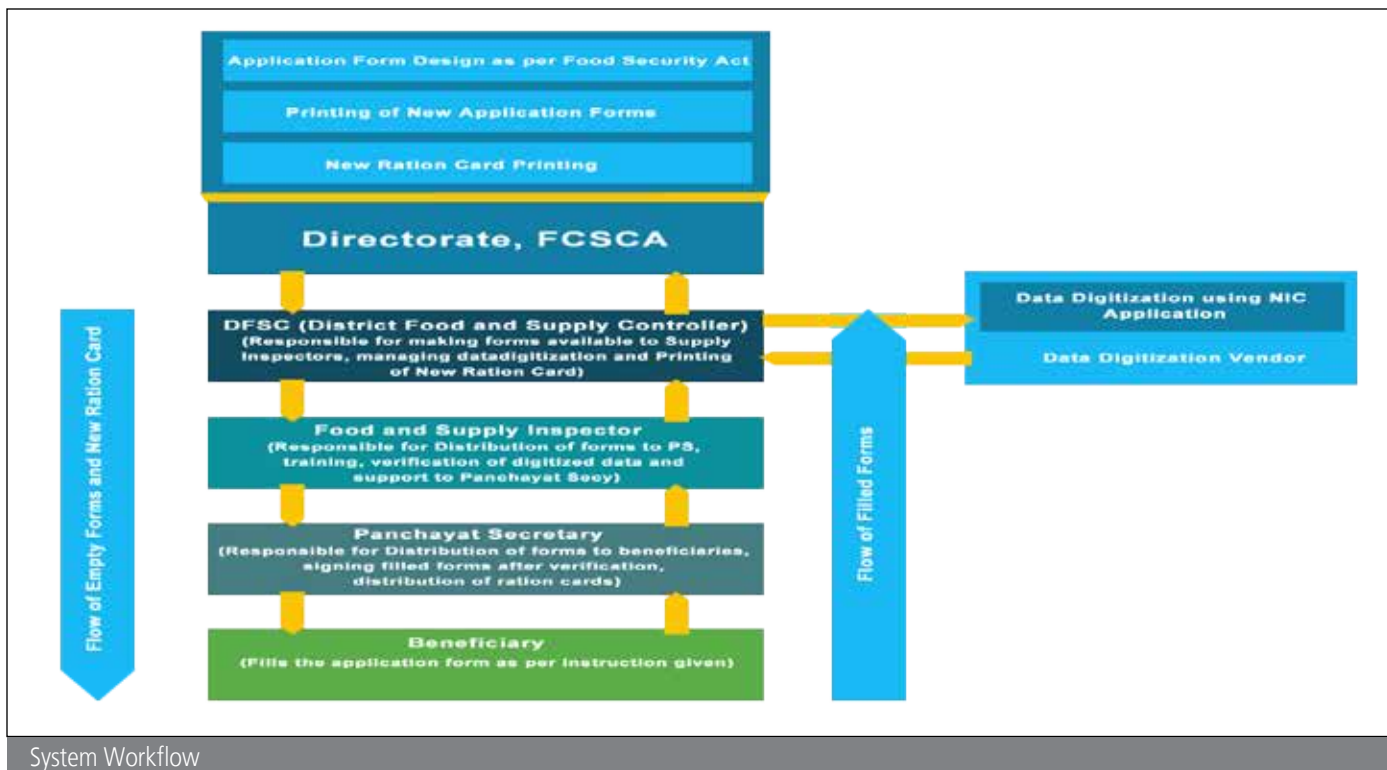 Application Form Design as per Food Security Act
Printing of New Application Forms
New Ration Card Printing
Directorate, FCSCA
DFSC (District Food and Supply Controller)
(Responsible for making forms available to Supply
Inspectors, managing datadigitization and Printing
of New Ration Card)
Food and Supply Inspector
(Responsible for Distribution of forms to PS,
training, verification of digitized data and
support to Panchayat Secy)
Panchayat Secretary
(Responsible for Distribution of forms to beneficiaries,
signing filled forms after verification,
distribution of ration cards)
Beneficiary
(Fills the application form as per instruction given)
Flow of Empty Forms and New Ration Card
Flow of Filled Forms
Data Digitization using NIC
Application
Data Digitization Vendor
System Workflow